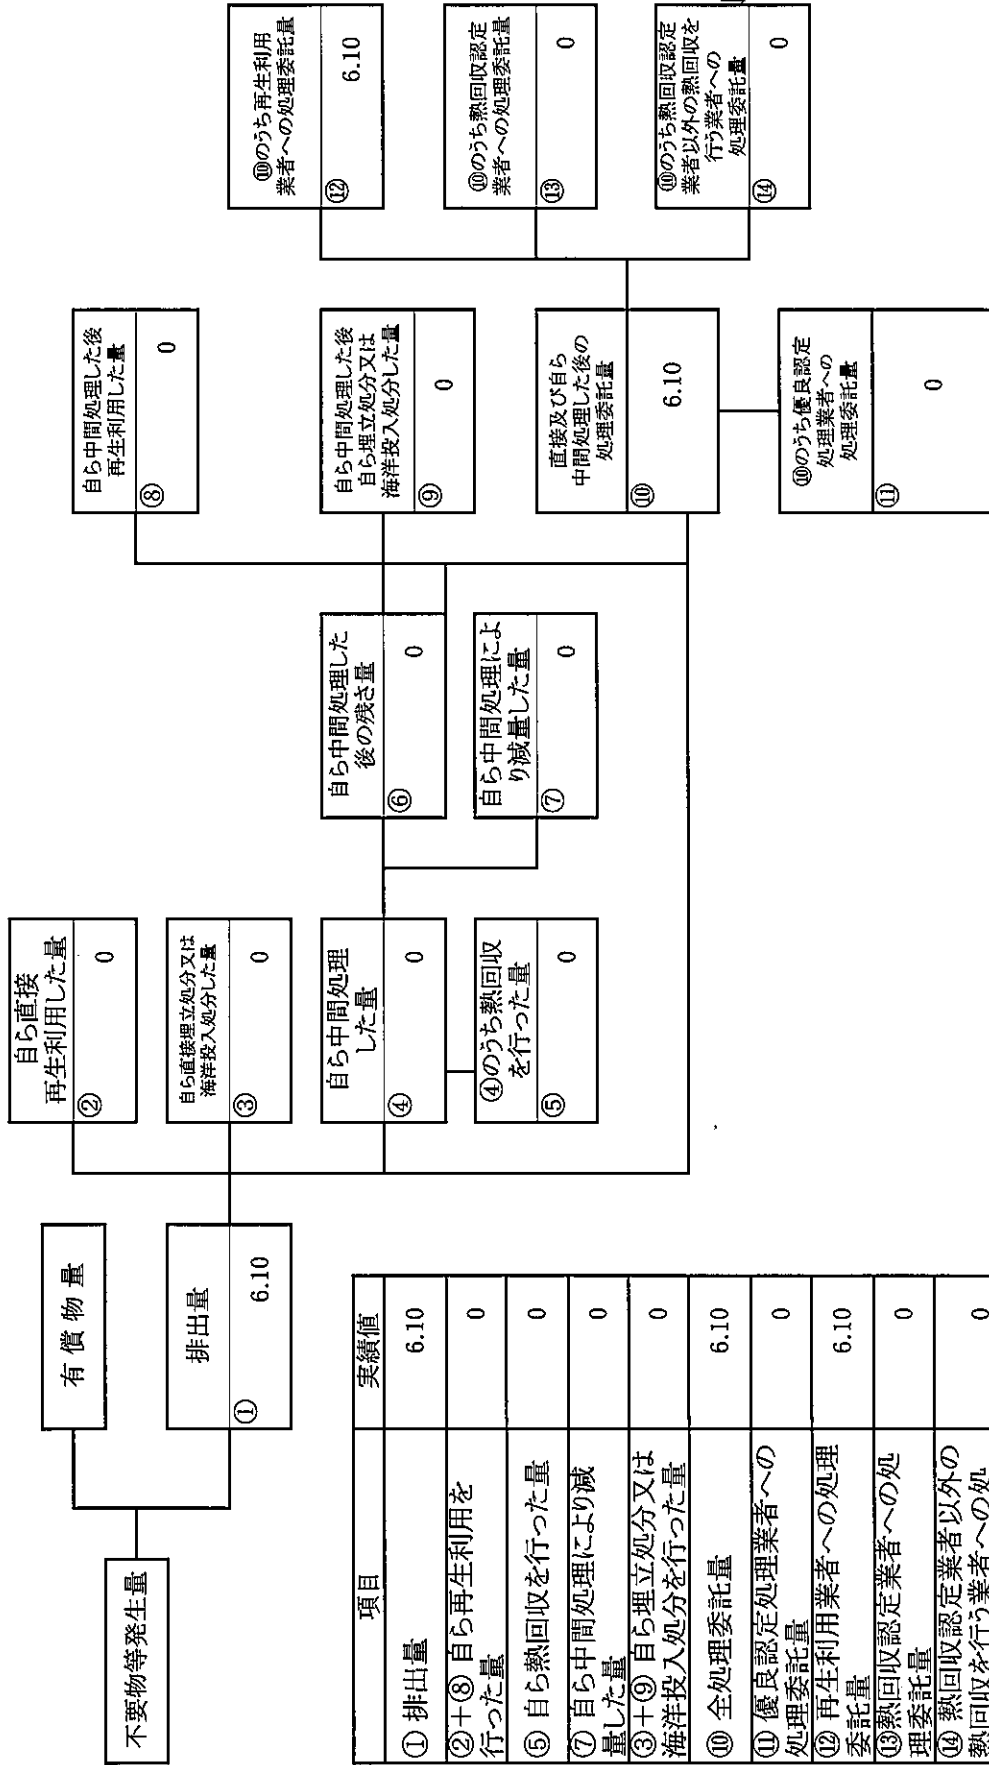 不要物等発生量
有償物量
排出量
①
6.10
自ら直接
再生利用した量
②
0
自ら直接埋立処分又は
海洋投入処分した量
③
0
自ら中間処理
した量
④
0
④のうち熱回収
を行った量
⑤
0
自ら中間処理した
後の残さ量
⑥
0
自ら中間処理によ
り減量した量
⑦
0
自ら中間処理した後
再生利用した量
⑧
0
自ら中間処理した後
自ら埋立処分又は
海洋投入処分した量
⑨
0
直接及び自ら
中間処理した後の
処理委託量
⑩
6.10
⑩のうち優良認定
処理業者への
処理委託量
⑪
0
⑩のうち再生利用
業者への処理委託量
⑫
6.10
⑩のうち熱回収認定
業者への処理委託量
⑬
0
⑩のうち熱回収認定
業者以外の熱回収を
行う業者への
処理委託量
⑭
0
項目 実績値
① 排出量 6.10
②+⑧ 自ら再生利用を
行った量 0
⑤ 自ら熱回収を行った量 0
⑦ 自ら中間処理により減
量した量 0
③+⑨ 自ら埋立処分又は
海洋投入処分を行った量 0
⑩ 全処理委託量 6.10
⑪ 優良認定処理業者への
処理委託量 0
⑫ 再生利用業者への処理
委託量 6.10
⑬熱回収認定業者への処
理委託量 0
⑭ 熱回収認定業者以外の
熱回収を行う業者への処 0